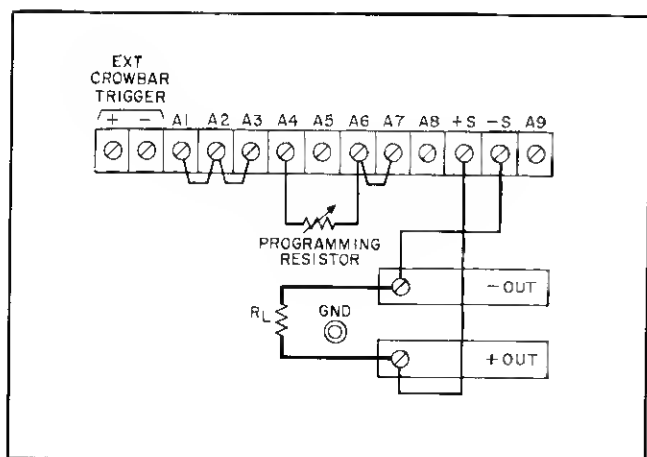 EXT
CROWBAR
TRIGGER
+ - A1 A2 A3 A4 A5 A6 A7 A8 +S -S A9
PROGRAMMING
RESISTOR
- OUT
RL
GND
+ OUT